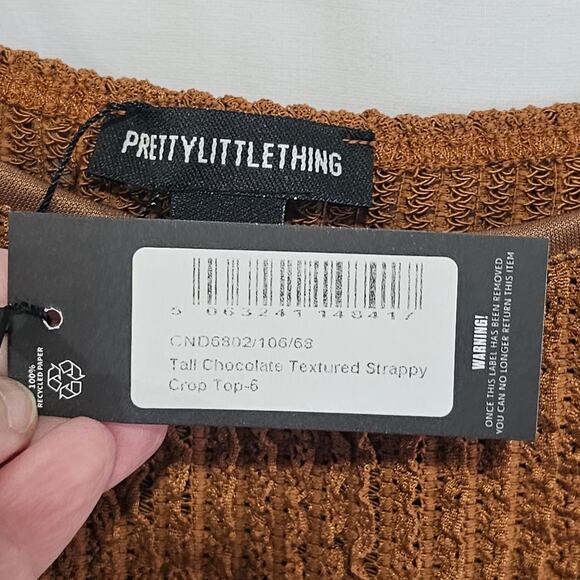 PRETTYLITTLETHING
5 063241 148417
CND6802/106/68
Tall Chocolate Textured Strappy
Crop Top-6
100%
RECYCLED PAPER
WARNING!
ONCE THIS LABEL HAS BEEN REMOVED
YOU CAN NO LONGER RETURN THIS ITEM